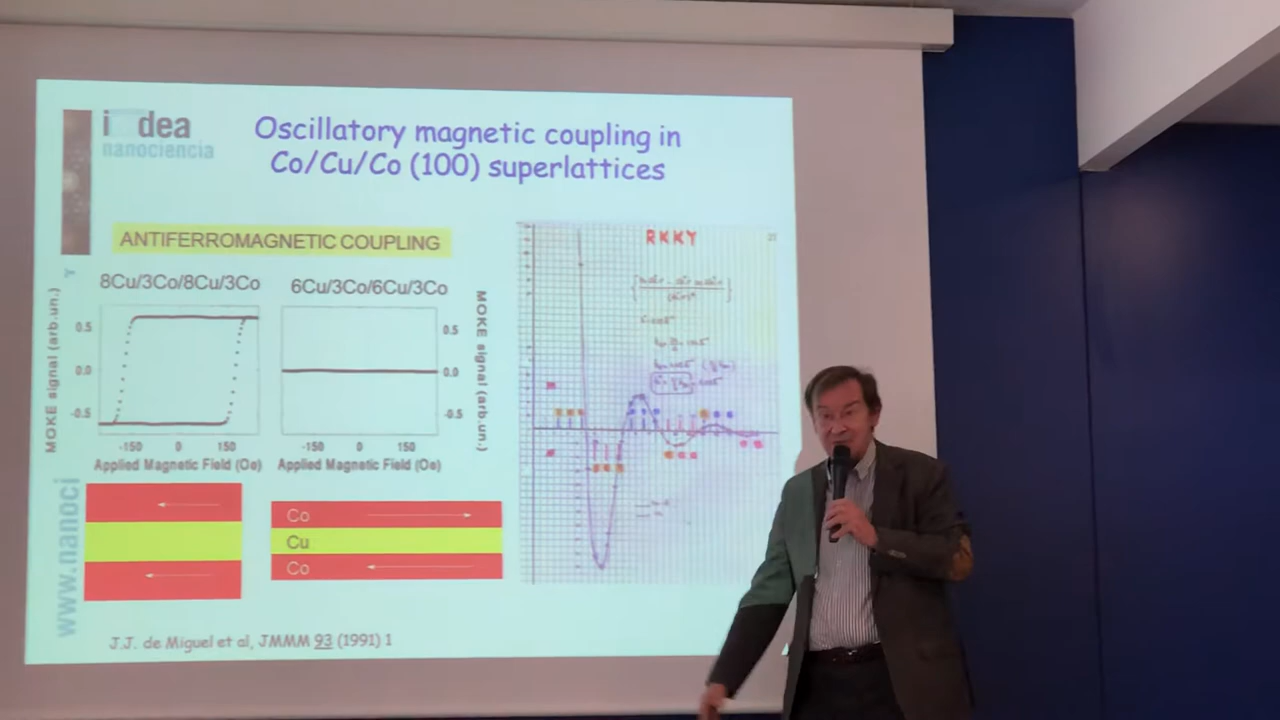 i dea
nanociencia
Oscillatory magnetic coupling in
Co/Cu/Co (100) superlattices
ANTIFERROMAGNETIC COUPLING
8Cu/3Co/8Cu/3Co
6Cu/3Co/6Cu/3Co
MOKE signal (arb.un.)
0.5
0.0
-0.5
-150 0 150
Applied Magnetic Field (Oe)
0.5
0.0
-0.5
MOKE signal (arb.un.)
-150 0 150
Applied Magnetic Field (Oe)
Co
Cu
Co
www.nanoci
J.J. de Miguel et al, JMMM 93 (1991) 1
RKKY